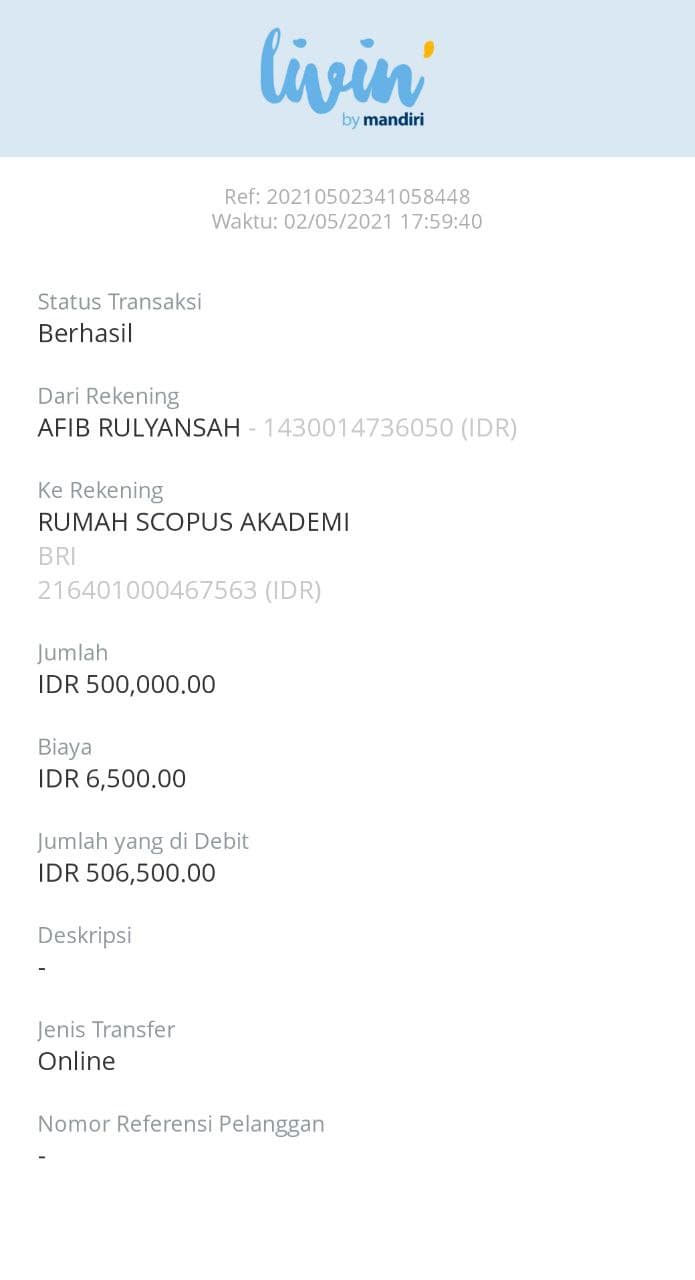 livin'
by mandiri
Ref: 20210502341058448
Waktu: 02/05/2021 17:59:40
Status Transaksi
Berhasil
Dari Rekening
AFIB RULYANSAH - 1430014736050 (IDR)
Ke Rekening
RUMAH SCOPUS AKADEMI
BRI
216401000467563 (IDR)
Jumlah
IDR 500,000.00
Biaya
IDR 6,500.00
Jumlah yang di Debit
IDR 506,500.00
Deskripsi
-
Jenis Transfer
Online
Nomor Referensi Pelanggan
-